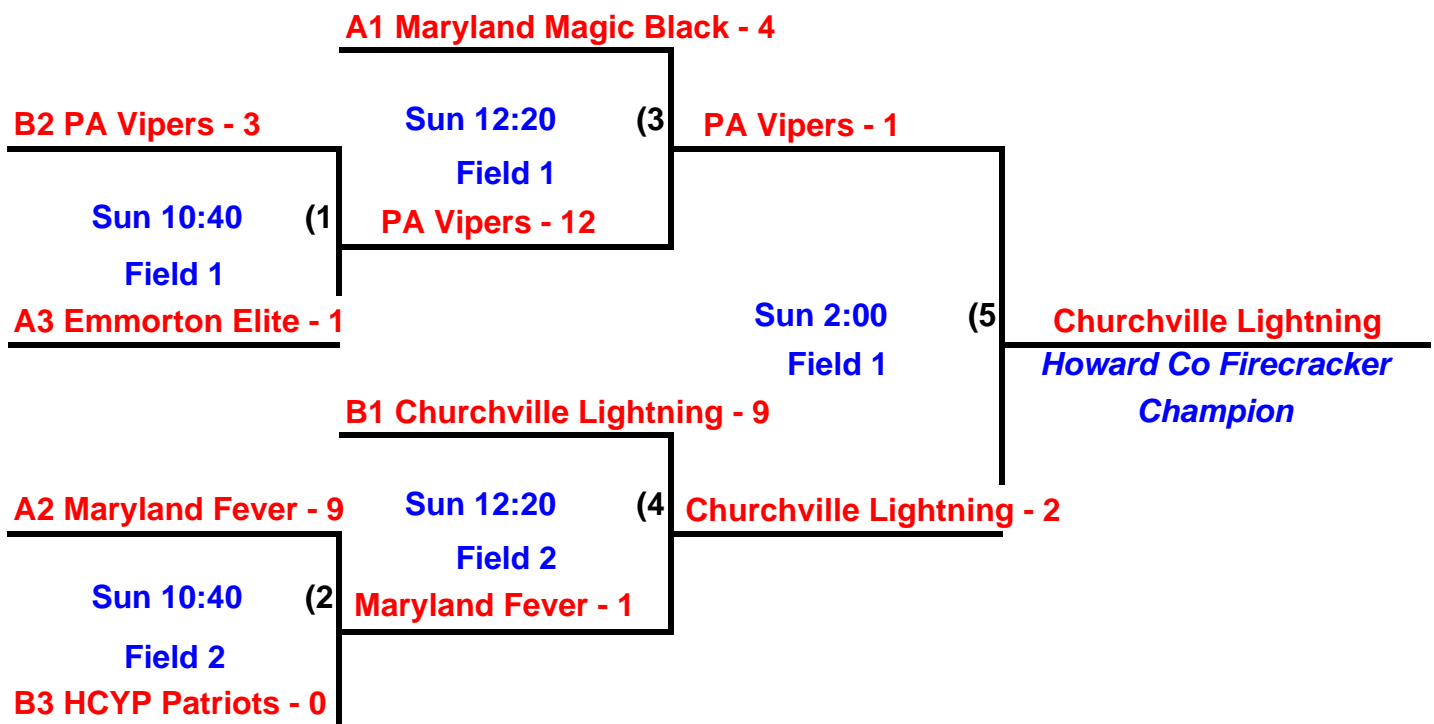 A1 Maryland Magic Black - 4
B2 PA Vipers - 3
Sun 12:20 (3
PA Vipers - 1
Field 1
Sun 10:40 (1
PA Vipers - 12
Field 1
A3 Emmorton Elite - 1
Sun 2:00 (5
Churchville Lightning
Field 1
Howard Co Firecracker
Champion
B1 Churchville Lightning - 9
A2 Maryland Fever - 9
Sun 12:20 (4
Churchville Lightning - 2
Field 2
Sun 10:40 (2
Maryland Fever - 1
Field 2
B3 HCYP Patriots - 0